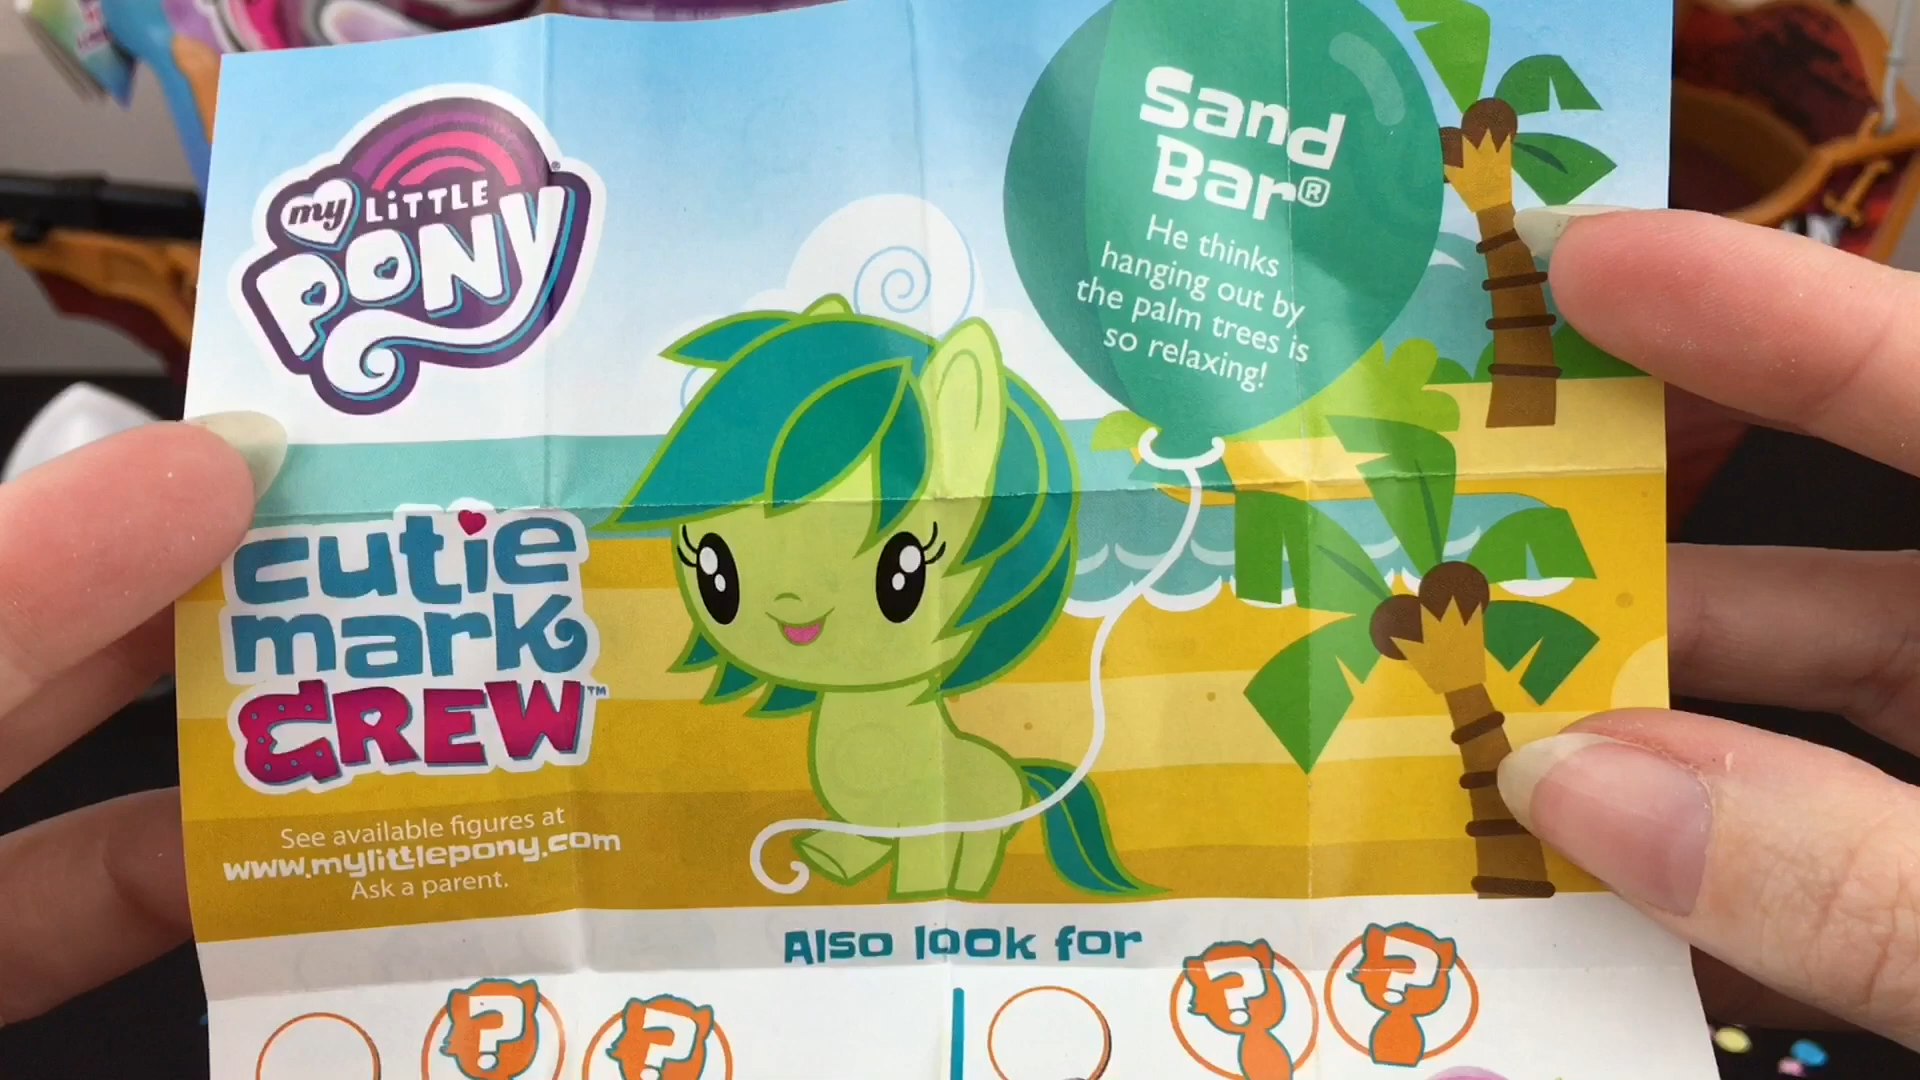 my LiTTLE
PONY
Sand
Bar®
He thinks
hanging out by
the palm trees is
so relaxing!
cutie
mark
CREW™
See available figures at
www.mylittlepony.com
Ask a parent.
Also look for
? ? ? ?